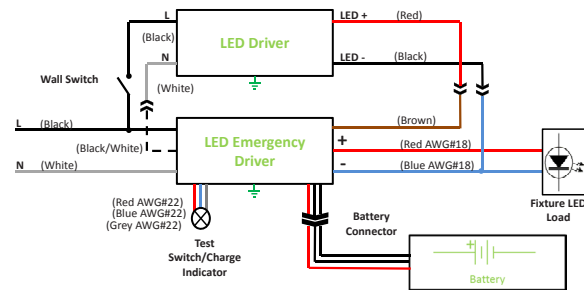 L
LED +
(Red)
(Black)
LED Driver
N
LED -
(Black)
Wall Switch
(White)
L
(Black)
(Brown)
(Black/White)
LED Emergency
Driver
+
(Red AWG#18)
N
(White)
-
(Blue AWG#18)
(Red AWG#22)
(Blue AWG#22)
(Grey AWG#22)
Fixture LED
Load
Test
Switch/Charge
Indicator
Battery
Connector
+
Battery